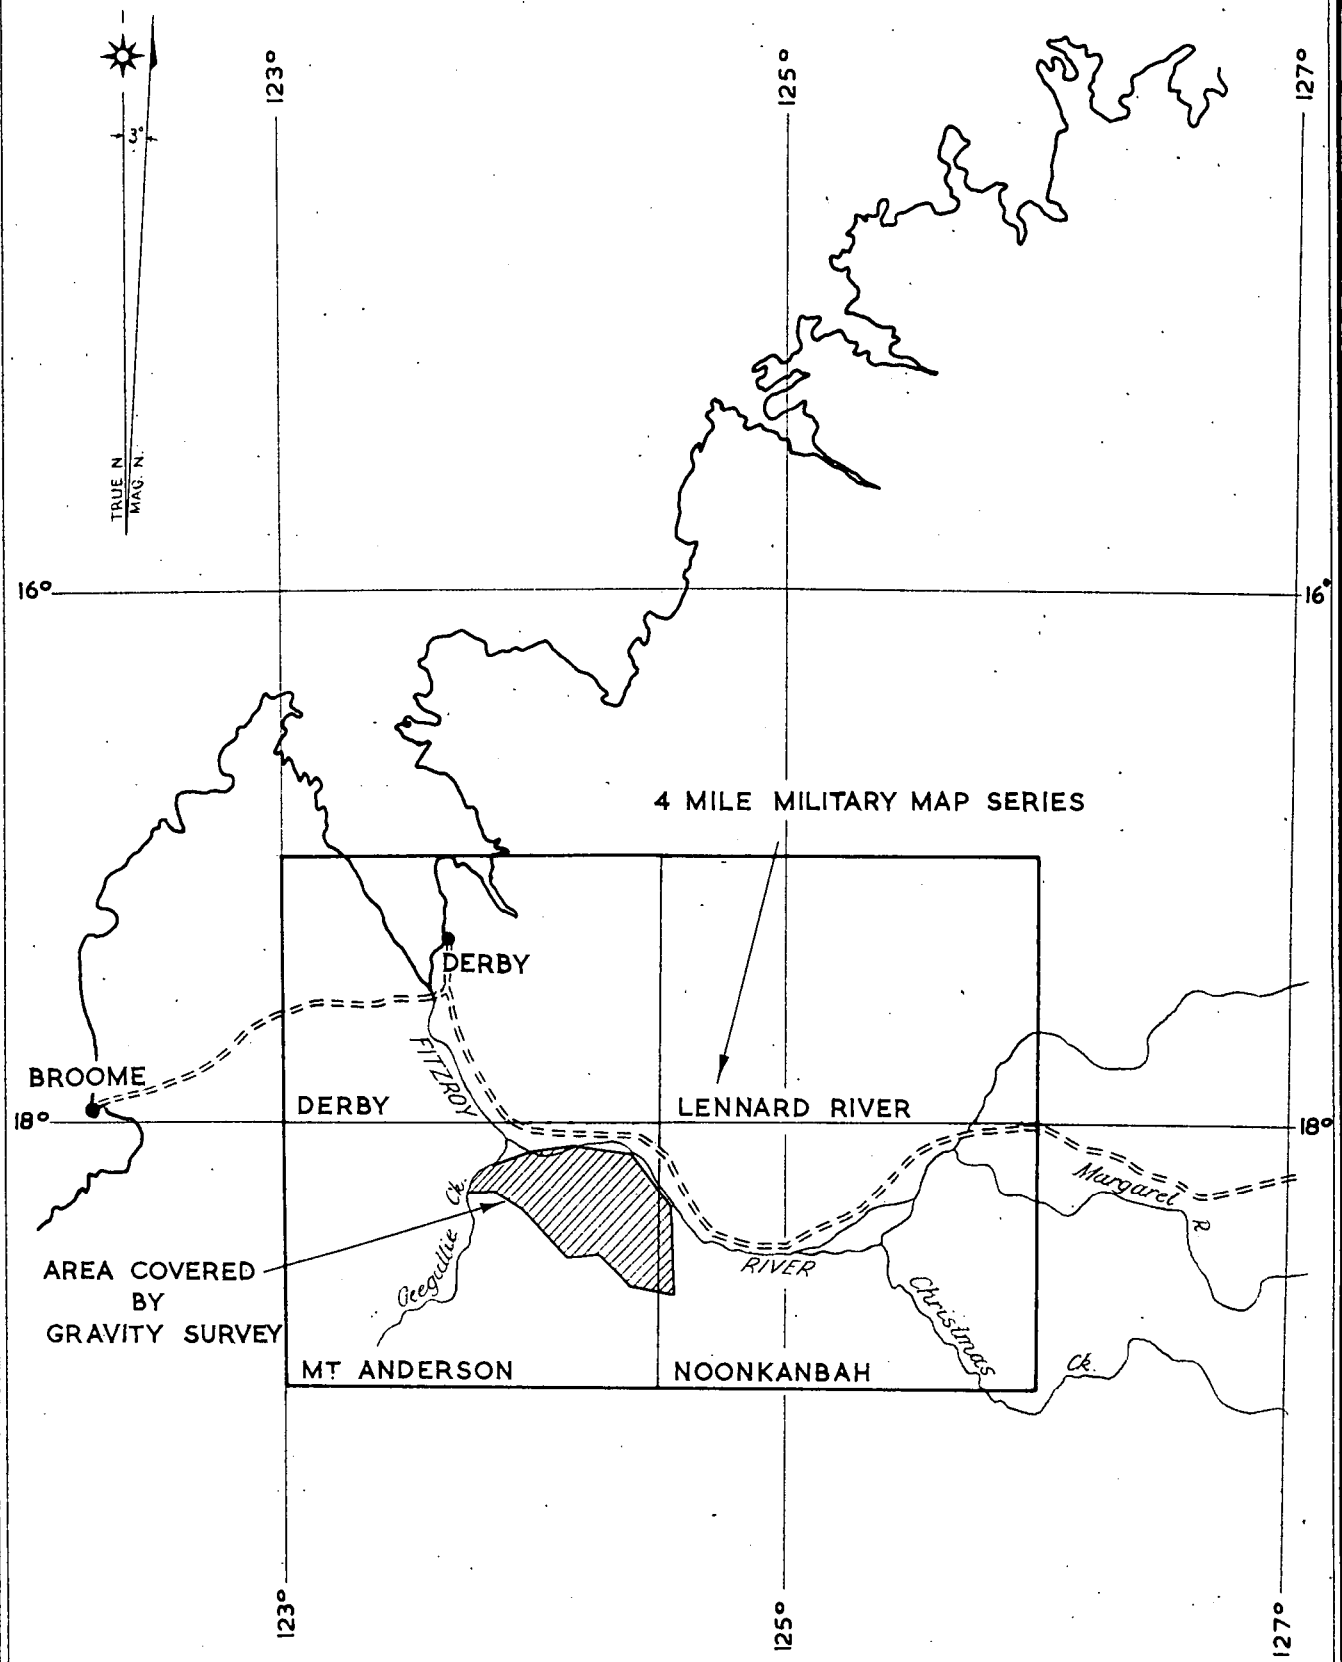 123°
125°
127°
3°
TRUE N
MAG. N.
16°
16°
4 MILE MILITARY MAP SERIES
DERBY
BROOME
FITZROY
DERBY
LENNARD RIVER
18°
18°
Margaret
R.
Ck.
RIVER
AREA COVERED
BY
GRAVITY SURVEY
Christmas
Ck.
MT ANDERSON
NOONKANBAH
123°
125°
127°